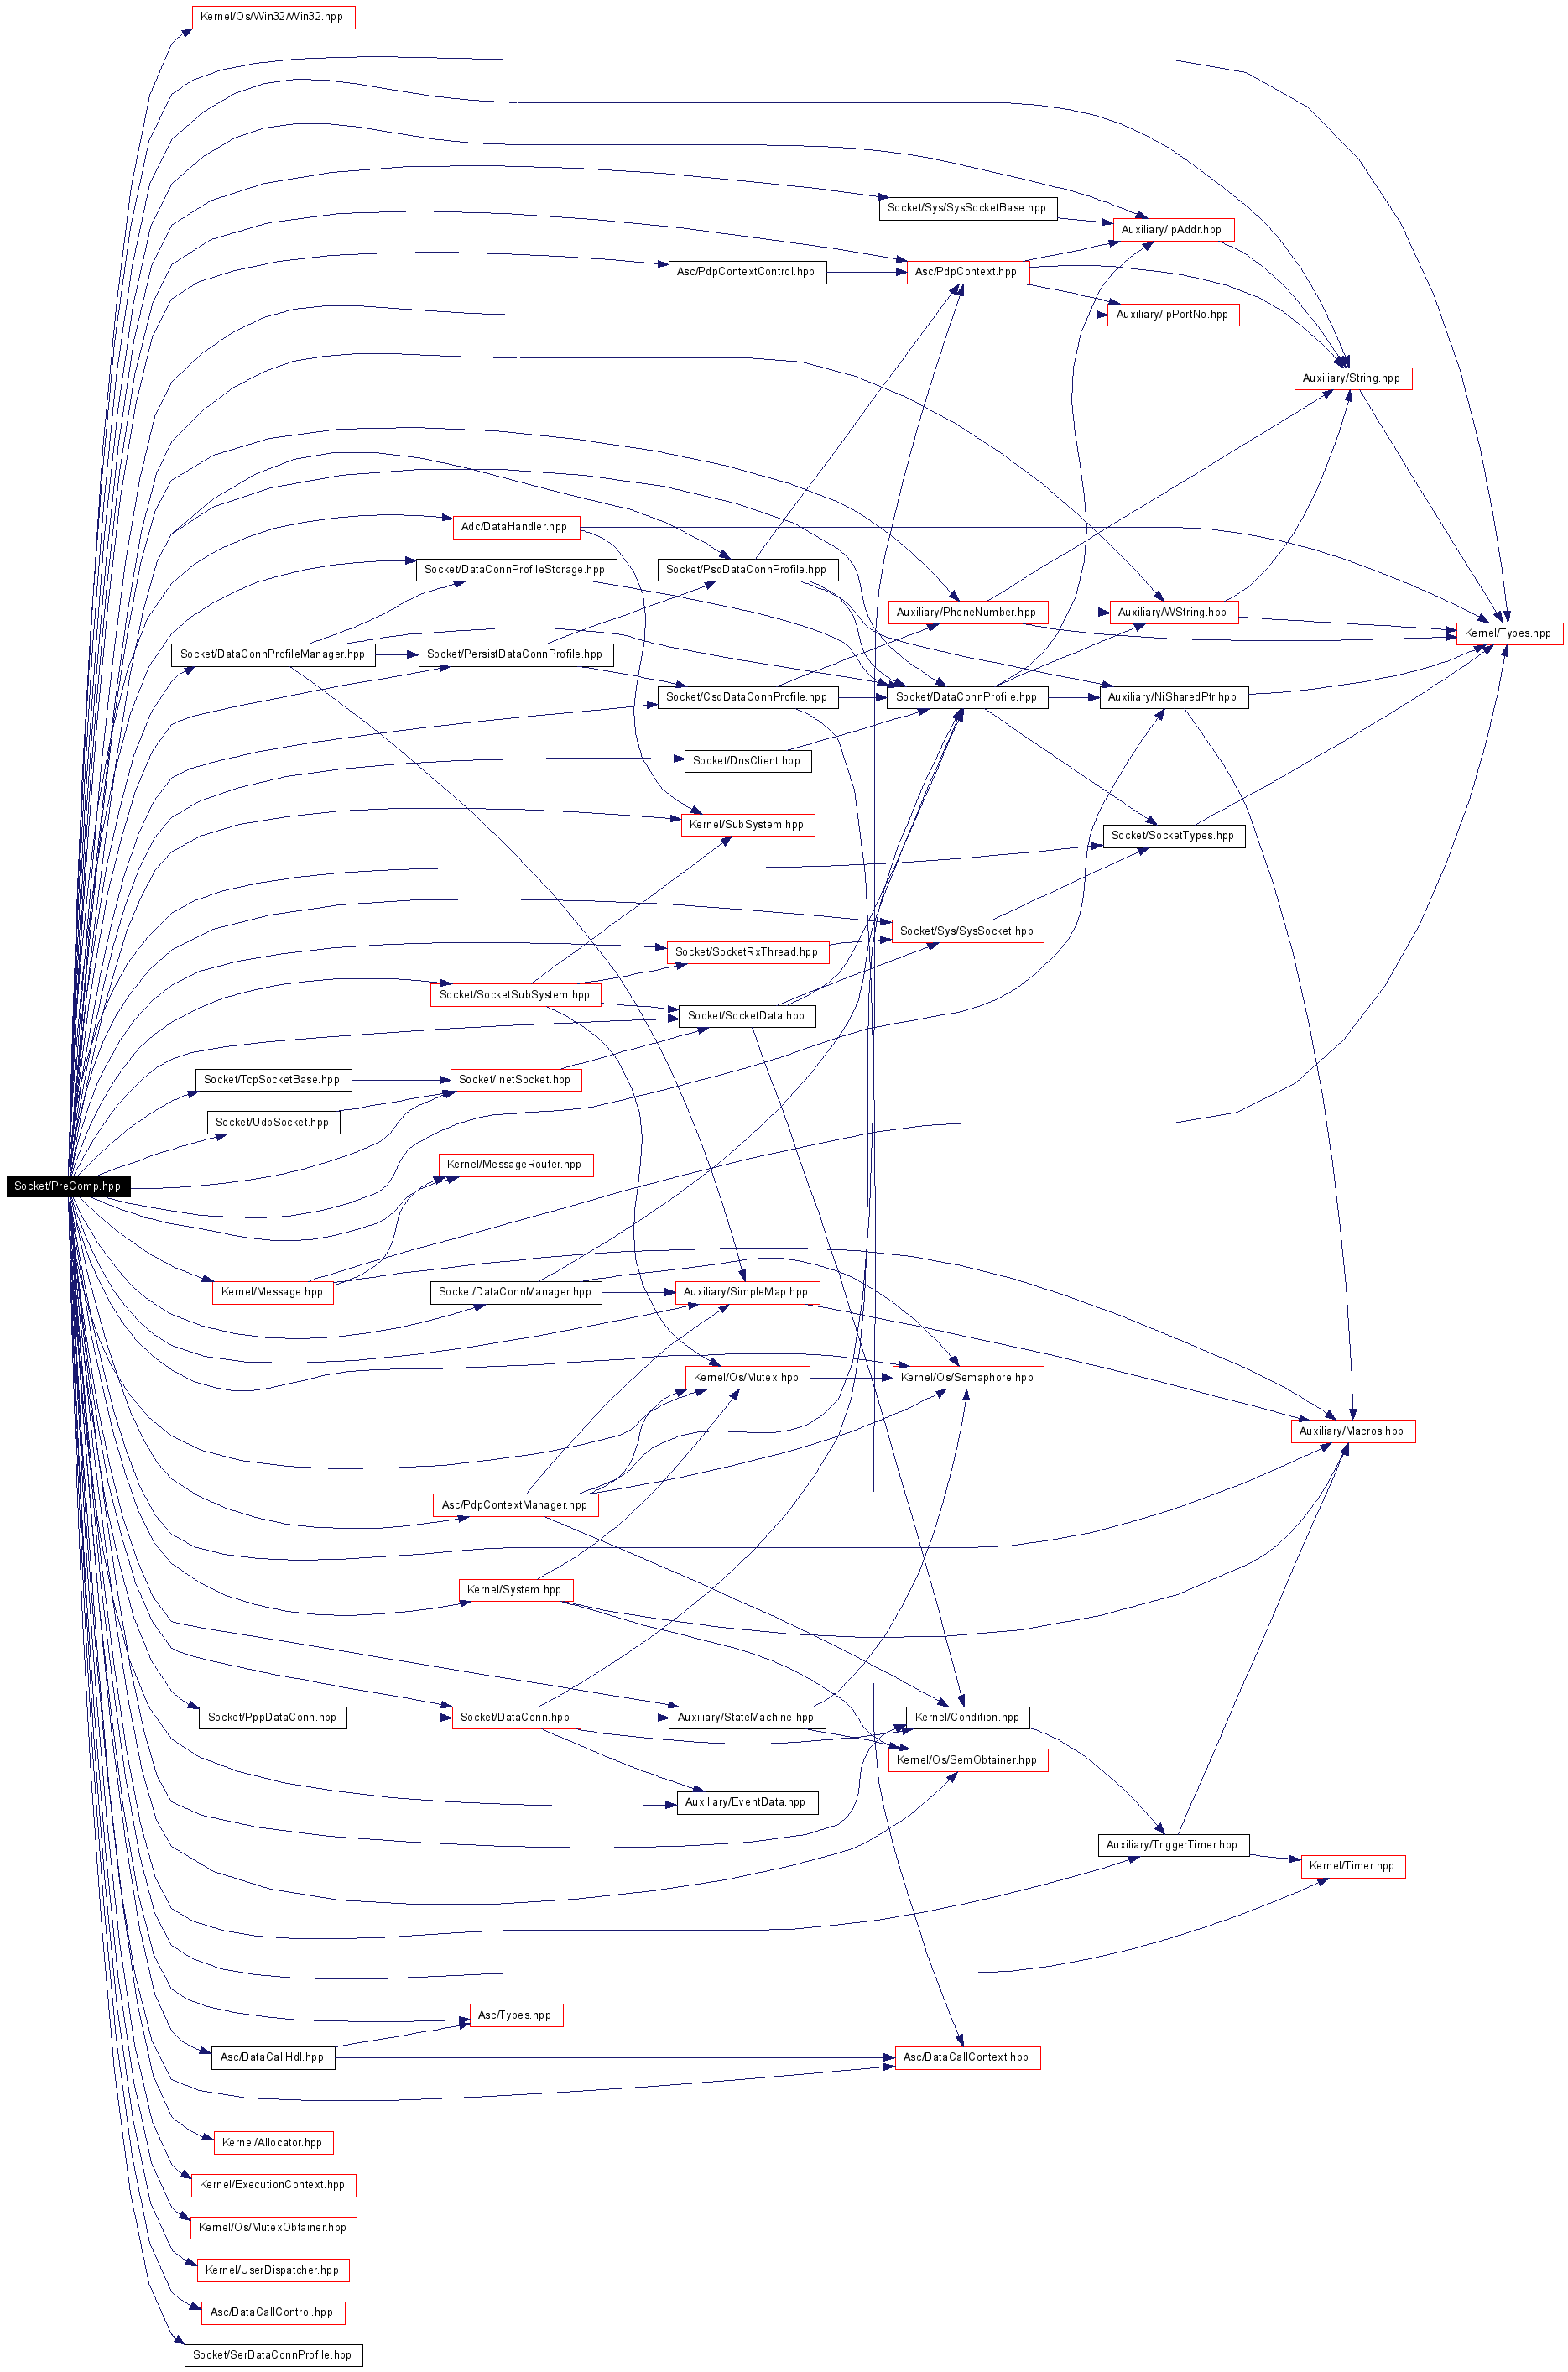 Kernel/Os/Win32/Win32.hpp
Socket/Sys/SysSocketBase.hpp
Auxiliary/IpAddr.hpp
Asc/PdpContextControl.hpp
Asc/PdpContext.hpp
Auxiliary/IpPortNo.hpp
Auxiliary/String.hpp
Adc/DataHandler.hpp
Socket/DataConnProfileStorage.hpp
Socket/PsdDataConnProfile.hpp
Auxiliary/PhoneNumber.hpp
Auxiliary/WString.hpp
Kernel/Types.hpp
Socket/DataConnProfileManager.hpp
Socket/PersistDataConnProfile.hpp
Socket/CsdDataConnProfile.hpp
Socket/DataConnProfile.hpp
Auxiliary/NiSharedPtr.hpp
Socket/DnsClient.hpp
Kernel/SubSystem.hpp
Socket/SocketTypes.hpp
Socket/Sys/SysSocket.hpp
Socket/SocketRxThread.hpp
Socket/SocketSubSystem.hpp
Socket/SocketData.hpp
Socket/TcpSocketBase.hpp
Socket/InetSocket.hpp
Socket/UdpSocket.hpp
Kernel/MessageRouter.hpp
Socket/PreComp.hpp
Kernel/Message.hpp
Socket/DataConnManager.hpp
Auxiliary/SimpleMap.hpp
Kernel/Os/Mutex.hpp
Kernel/Os/Semaphore.hpp
Auxiliary/Macros.hpp
Asc/PdpContextManager.hpp
Kernel/System.hpp
Socket/PppDataConn.hpp
Socket/DataConn.hpp
Auxiliary/StateMachine.hpp
Kernel/Condition.hpp
Kernel/Os/SemObtainer.hpp
Auxiliary/EventData.hpp
Auxiliary/TriggerTimer.hpp
Kernel/Timer.hpp
Asc/Types.hpp
Asc/DataCallHdl.hpp
Asc/DataCallContext.hpp
Kernel/Allocator.hpp
Kernel/ExecutionContext.hpp
Kernel/Os/MutexObtainer.hpp
Kernel/UserDispatcher.hpp
Asc/DataCallControl.hpp
Socket/SerDataConnProfile.hpp